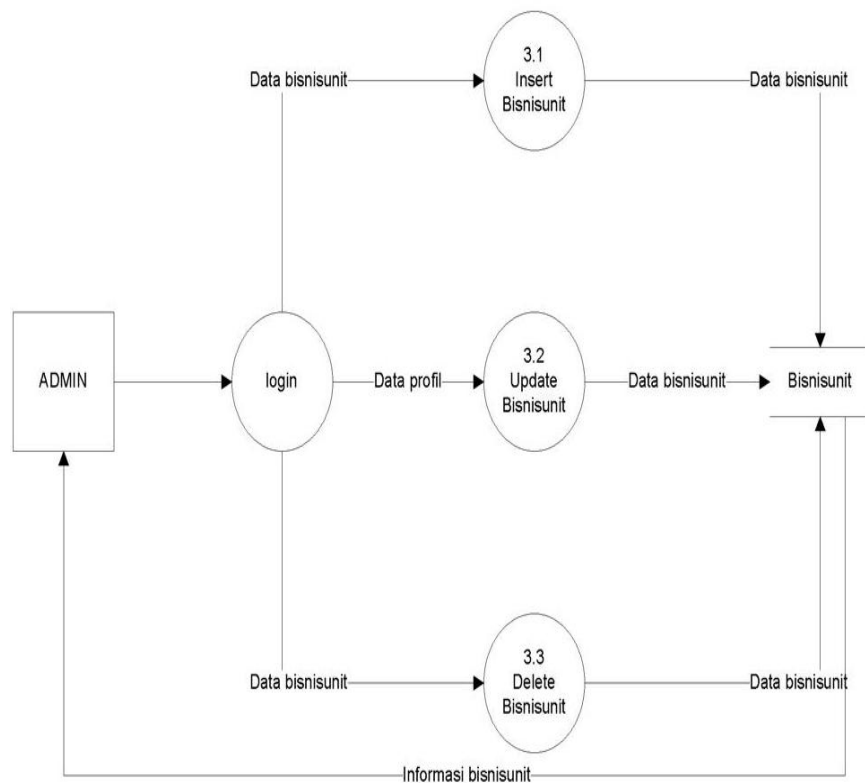 Data bisnisunit
3.1
Insert
Bisnisunit
Data bisnisunit
ADMIN
login
Data profil
3.2
Update
Bisnisunit
Data bisnisunit
Bisnisunit
Data bisnisunit
3.3
Delete
Bisnisunit
Data bisnisunit
Informasi bisnisunit